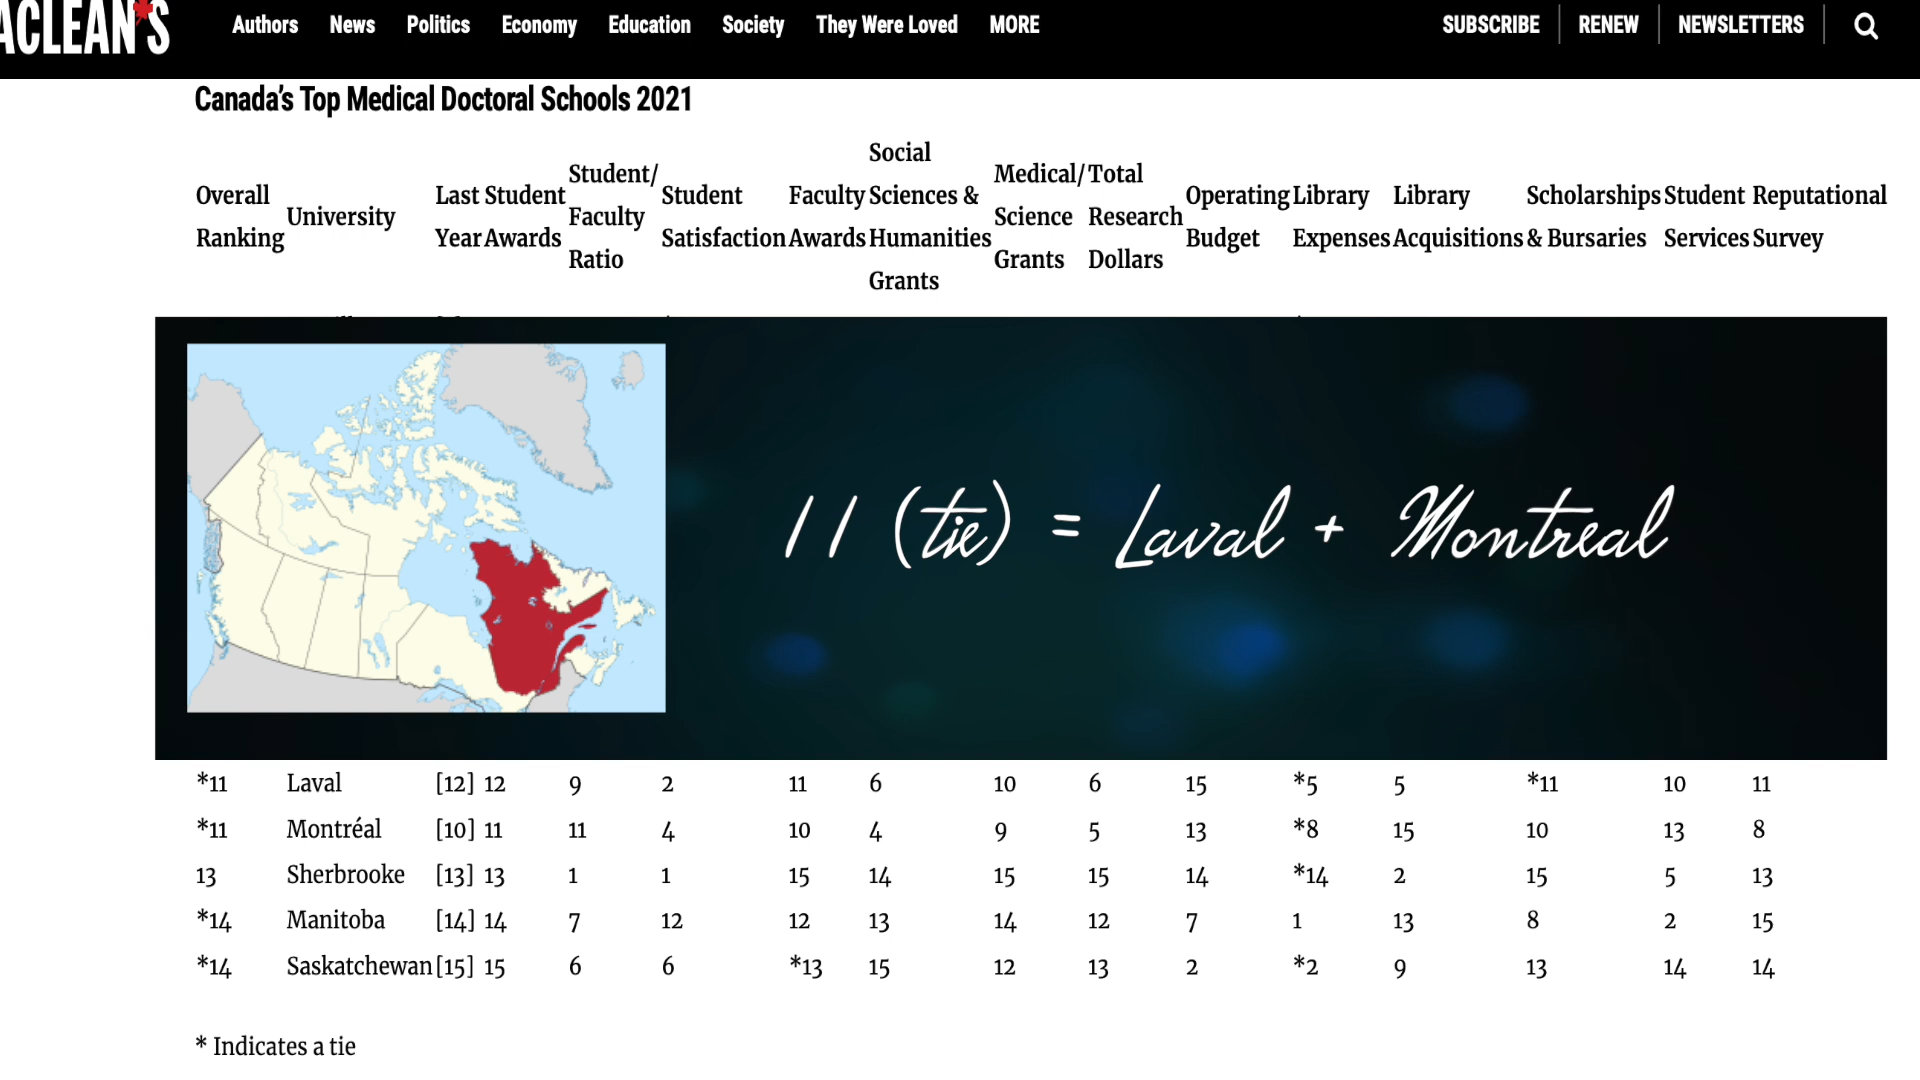 ACLEAN'S Authors News Politics Economy Education Society They Were Loved MORE SUBSCRIBE RENEW NEWSLETTERS
Canada's Top Medical Doctoral Schools 2021
Overall Ranking University Last Year Student Awards Student/ Faculty Ratio Student Satisfaction Faculty Awards Social Sciences & Humanities Grants Medical/ Science Grants Total Research Dollars Operating Budget Library Expenses Library Acquisitions Scholarships & Bursaries Student Services Reputational Survey
11 (tie) = Laval + Montreal
*11 Laval [12] 12 9 2 11 6 10 6 15 *5 5 *11 10 11
*11 Montréal [10] 11 11 4 10 4 9 5 13 *8 15 10 13 8
13 Sherbrooke [13] 13 1 1 15 14 15 15 14 *14 2 15 5 13
*14 Manitoba [14] 14 7 12 12 13 14 12 7 1 13 8 2 15
*14 Saskatchewan [15] 15 6 6 *13 15 12 13 2 *2 9 13 14 14
* Indicates a tie